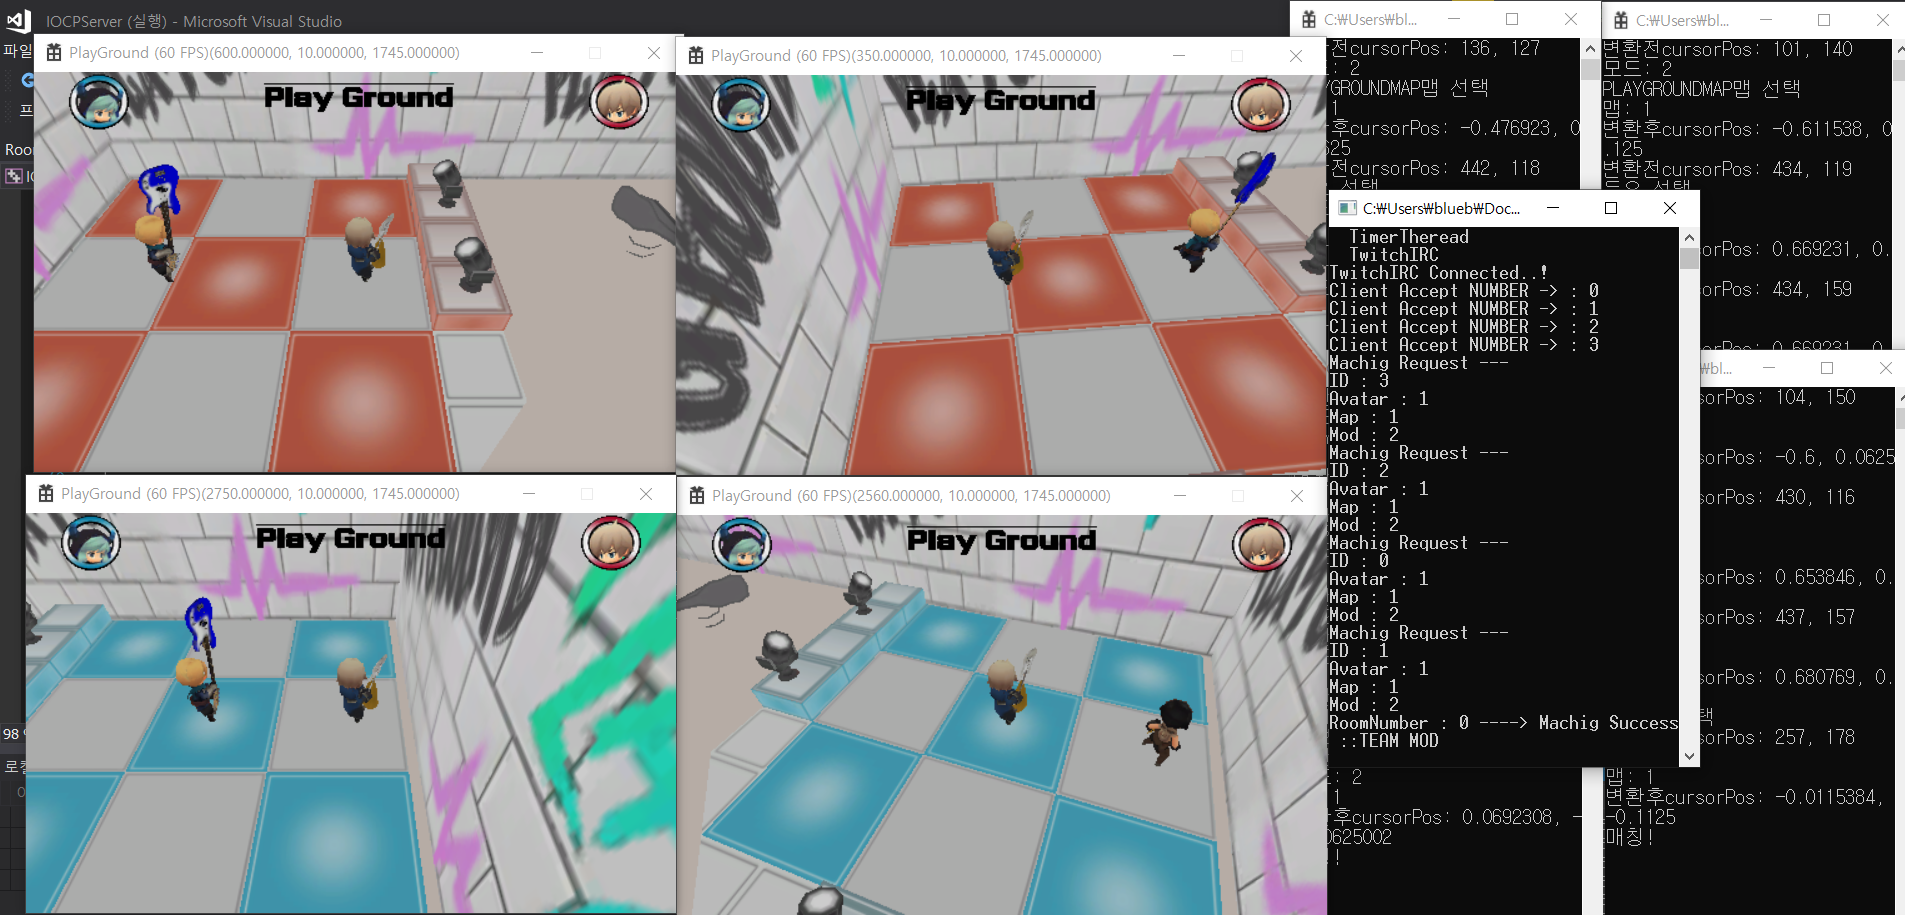 IOCPServer (실행) - Microsoft Visual Studio
파일
프
Roo
98 %
로컬
PlayGround (60 FPS)(600.000000, 10.000000, 1745.000000)
Play Ground
PlayGround (60 FPS)(350.000000, 10.000000, 1745.000000)
Play Ground
PlayGround (60 FPS)(2750.000000, 10.000000, 1745.000000)
Play Ground
PlayGround (60 FPS)(2560.000000, 10.000000, 1745.000000)
Play Ground
C:₩Users₩bl...
전cursorPos: 136, 127
: 2
YGROUNDMAP맵 선택
1
후cursorPos: -0.476923, 0
625
전cursorPos: 442, 118
선택
C:₩Users₩bl...
변환전cursorPos: 101, 140
모드: 2
PLAYGROUNDMAP맵 선택
맵: 1
변환후cursorPos: -0.611538, 0
.125
변환전cursorPos: 434, 119
sorPos: 0.669231, 0.
sorPos: 434, 159
sorPos: 0.669231, 0.
C:₩Users₩blueb₩Doc...
TimerTheread
TwitchIRC
TwitchIRC Connected..!
Client Accept NUMBER -> : 0
Client Accept NUMBER -> : 1
Client Accept NUMBER -> : 2
Client Accept NUMBER -> : 3
Machig Request ---
ID : 3
Avatar : 1
Map : 1
Mod : 2
Machig Request ---
ID : 2
Avatar : 1
Map : 1
Mod : 2
Machig Request ---
ID : 0
Avatar : 1
Map : 1
Mod : 2
Machig Request ---
ID : 1
Avatar : 1
Map : 1
Mod : 2
RoomNumber : 0 ----> Machig Success
::TEAM MOD
: 2
1
후cursorPos: 0.0692308, -
0625002
!
₩bl...
sorPos: 104, 150
sorPos: -0.6, 0.0625
sorPos: 430, 116
sorPos: 0.653846, 0.
sorPos: 437, 157
sorPos: 0.680769, 0.
택
sorPos: 257, 178
맵: 1
변환후cursorPos: -0.0115384,
-0.1125
매칭!